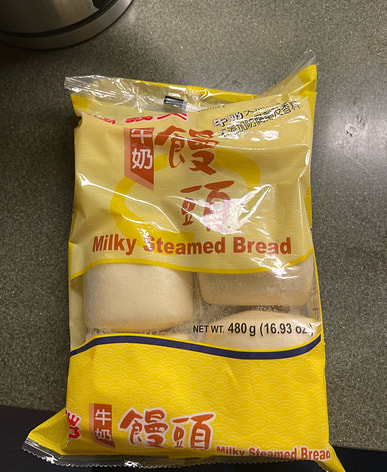 牛奶
饅頭
Milky Steamed Bread
NET WT. 480g (16.93 oz.)
牛奶
饅頭
Milky Steamed Bread